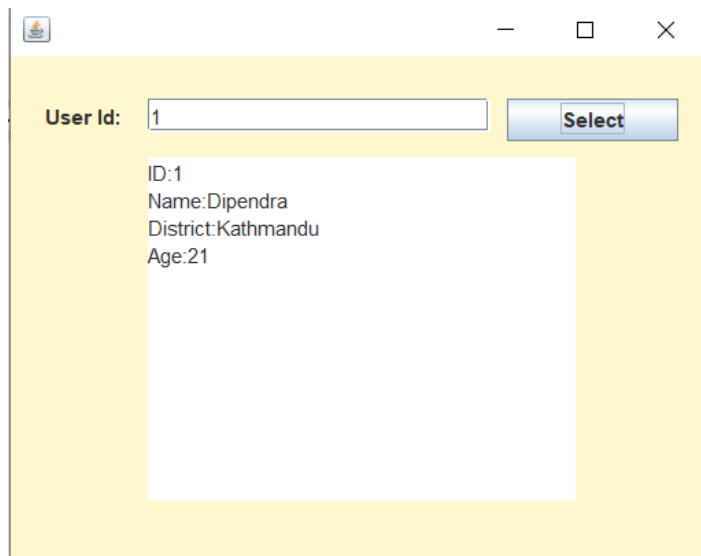 User Id: 1 Select
ID:1
Name:Dipendra
District:Kathmandu
Age:21